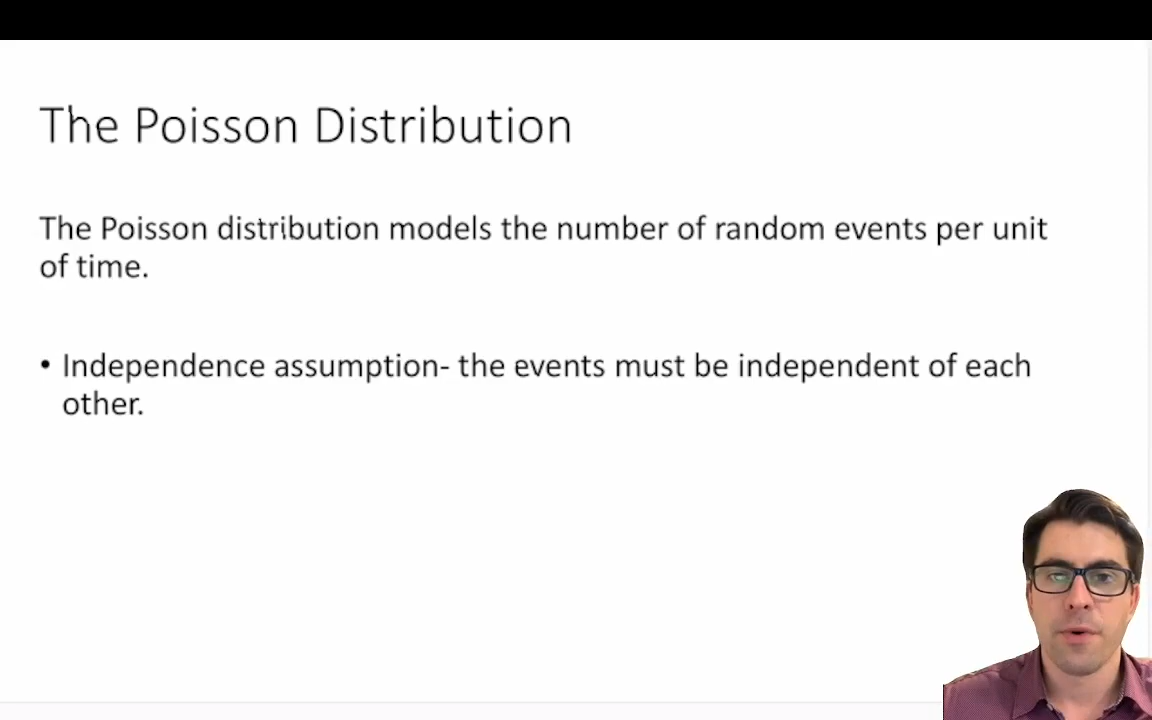 The Poisson Distribution
The Poisson distribution models the number of random events per unit
of time.
• Independence assumption- the events must be independent of each
other.